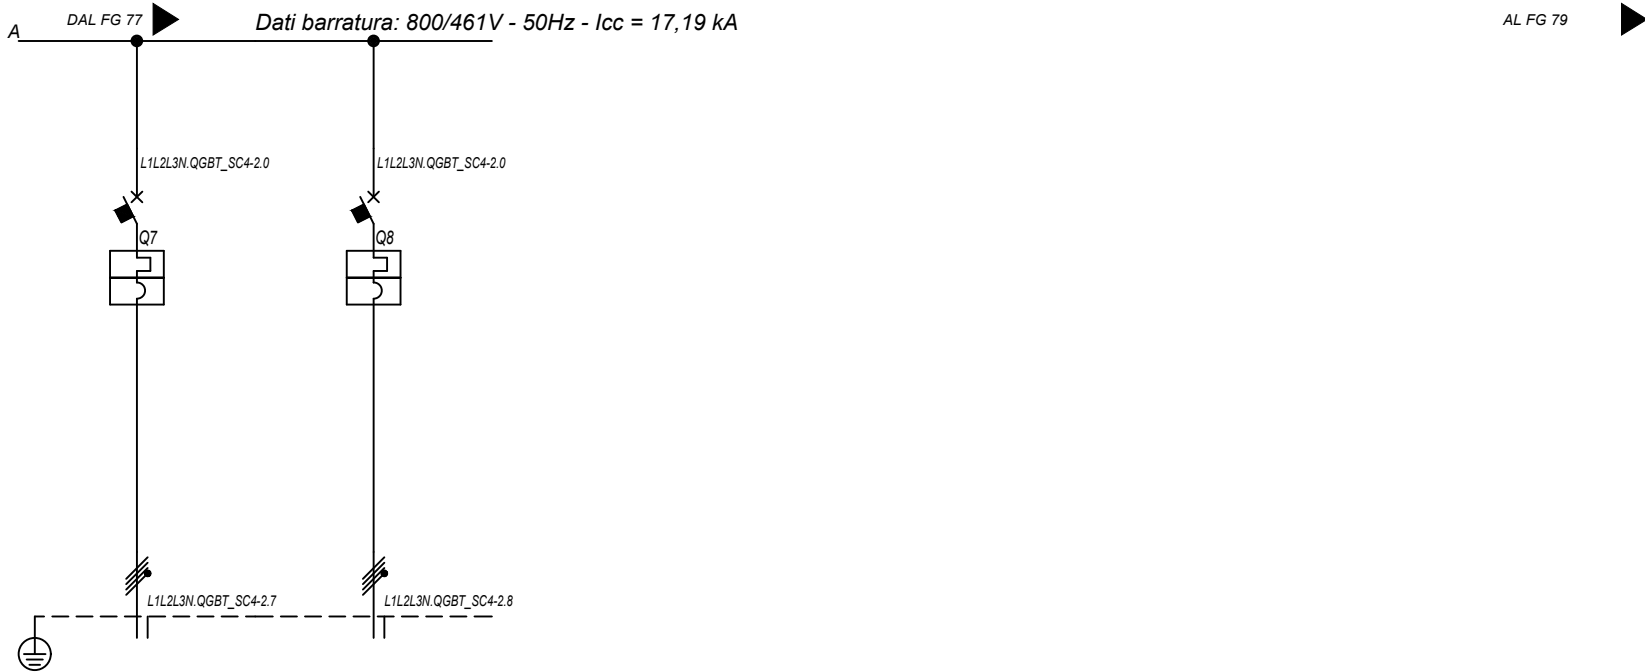 DAL FG 77
Dati barratura: 800/461V - 50Hz - Icc = 17,19 kA
AL FG 79
A
L1L2L3N.QGBT_SC4-2.0
L1L2L3N.QGBT_SC4-2.0
Q7
Q8
L1L2L3N.QGBT_SC4-2.7
L1L2L3N.QGBT_SC4-2.8